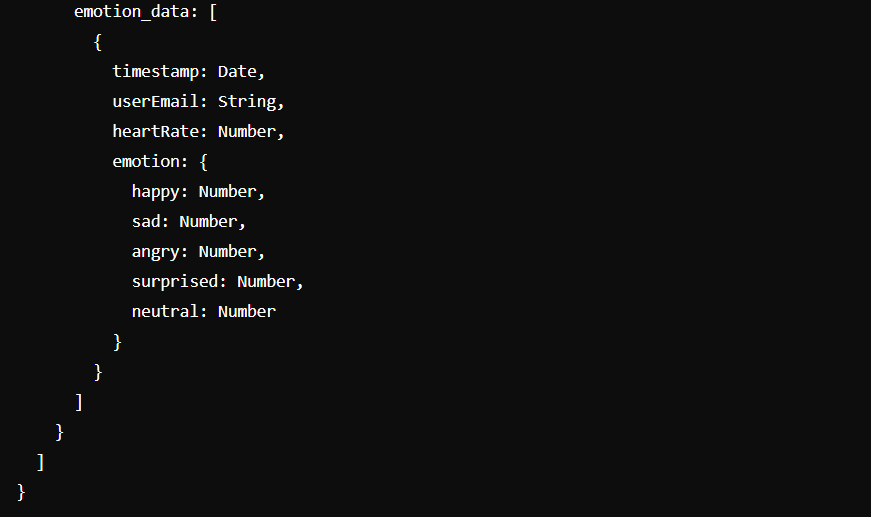 emotion_data: [
{
timestamp: Date,
userEmail: String,
heartRate: Number,
emotion: {
happy: Number,
sad: Number,
angry: Number,
surprised: Number,
neutral: Number
}
}
]
}
]
}